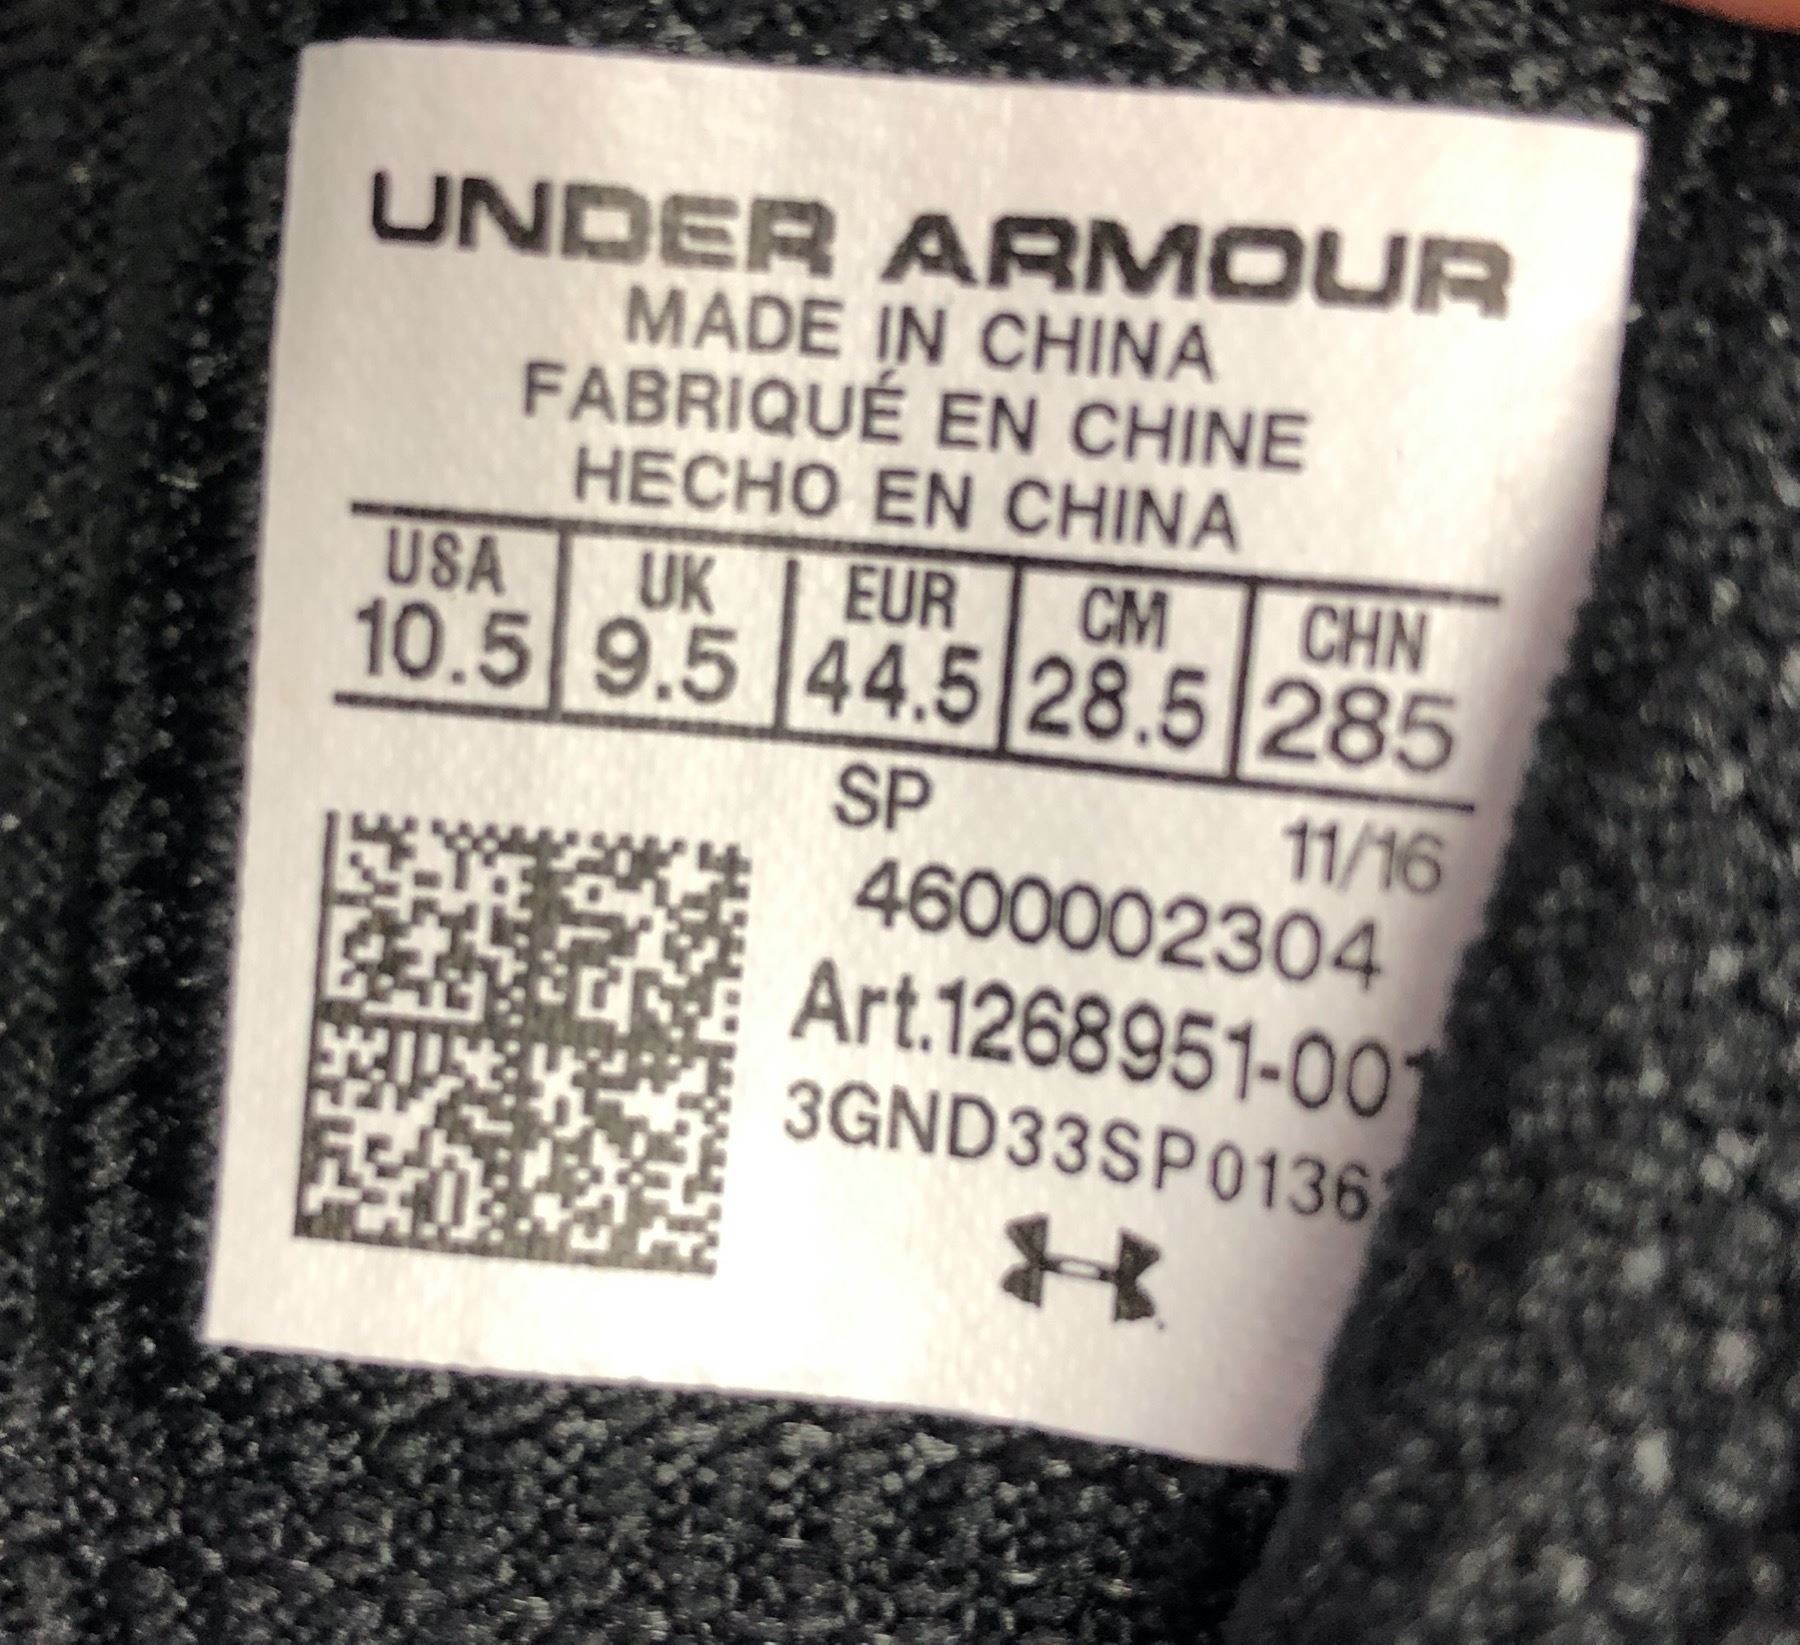 UNDER ARMOUR
MADE IN CHINA
FABRIQUÉ EN CHINE
HECHO EN CHINA
USA UK EUR CM CHN
10.5 9.5 44.5 28.5 285
SP 11/16
4600002304
Art.1268951-001
3GND33SP0136